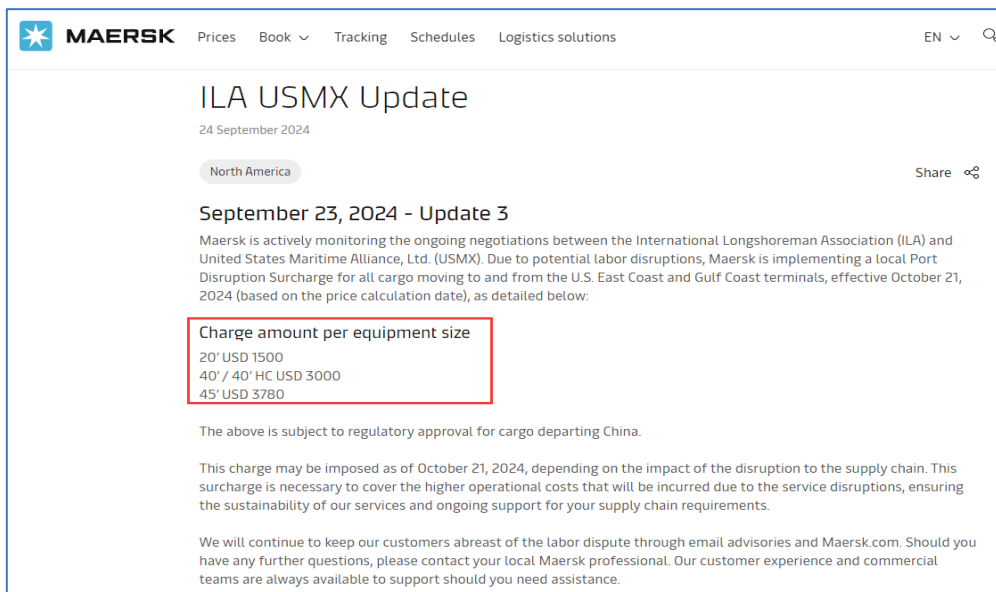 MAERSK Prices Book Tracking Schedules Logistics solutions EN
ILA USMX Update
24 September 2024
North America
Share
September 23, 2024 - Update 3
Maersk is actively monitoring the ongoing negotiations between the International Longshoreman Association (ILA) and
United States Maritime Alliance, Ltd. (USMX). Due to potential labor disruptions, Maersk is implementing a local Port
Disruption Surcharge for all cargo moving to and from the U.S. East Coast and Gulf Coast terminals, effective October 21,
2024 (based on the price calculation date), as detailed below:
Charge amount per equipment size
20' USD 1500
40' / 40' HC USD 3000
45' USD 3780
The above is subject to regulatory approval for cargo departing China.
This charge may be imposed as of October 21, 2024, depending on the impact of the disruption to the supply chain. This
surcharge is necessary to cover the higher operational costs that will be incurred due to the service disruptions, ensuring
the sustainability of our services and ongoing support for your supply chain requirements.
We will continue to keep our customers abreast of the labor dispute through email advisories and Maersk.com. Should you
have any further questions, please contact your local Maersk professional. Our customer experience and commercial
teams are always available to support should you need assistance.